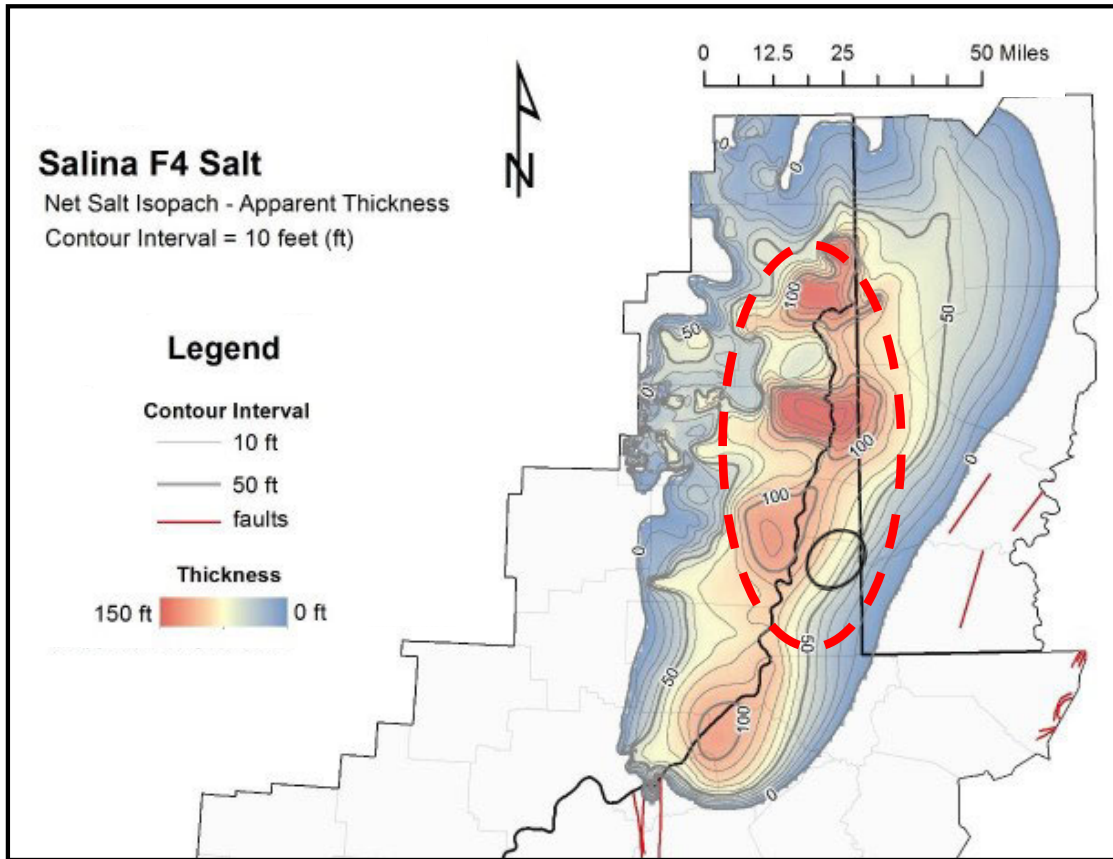 0 12.5 25 50 Miles
N
Salina F4 Salt
Net Salt Isopach - Apparent Thickness
Contour Interval = 10 feet (ft)
Legend
Contour Interval
10 ft
50 ft
faults
Thickness
150 ft
0 ft
0
0
100
50
50
0
100
0
100
0
50
50
100
0